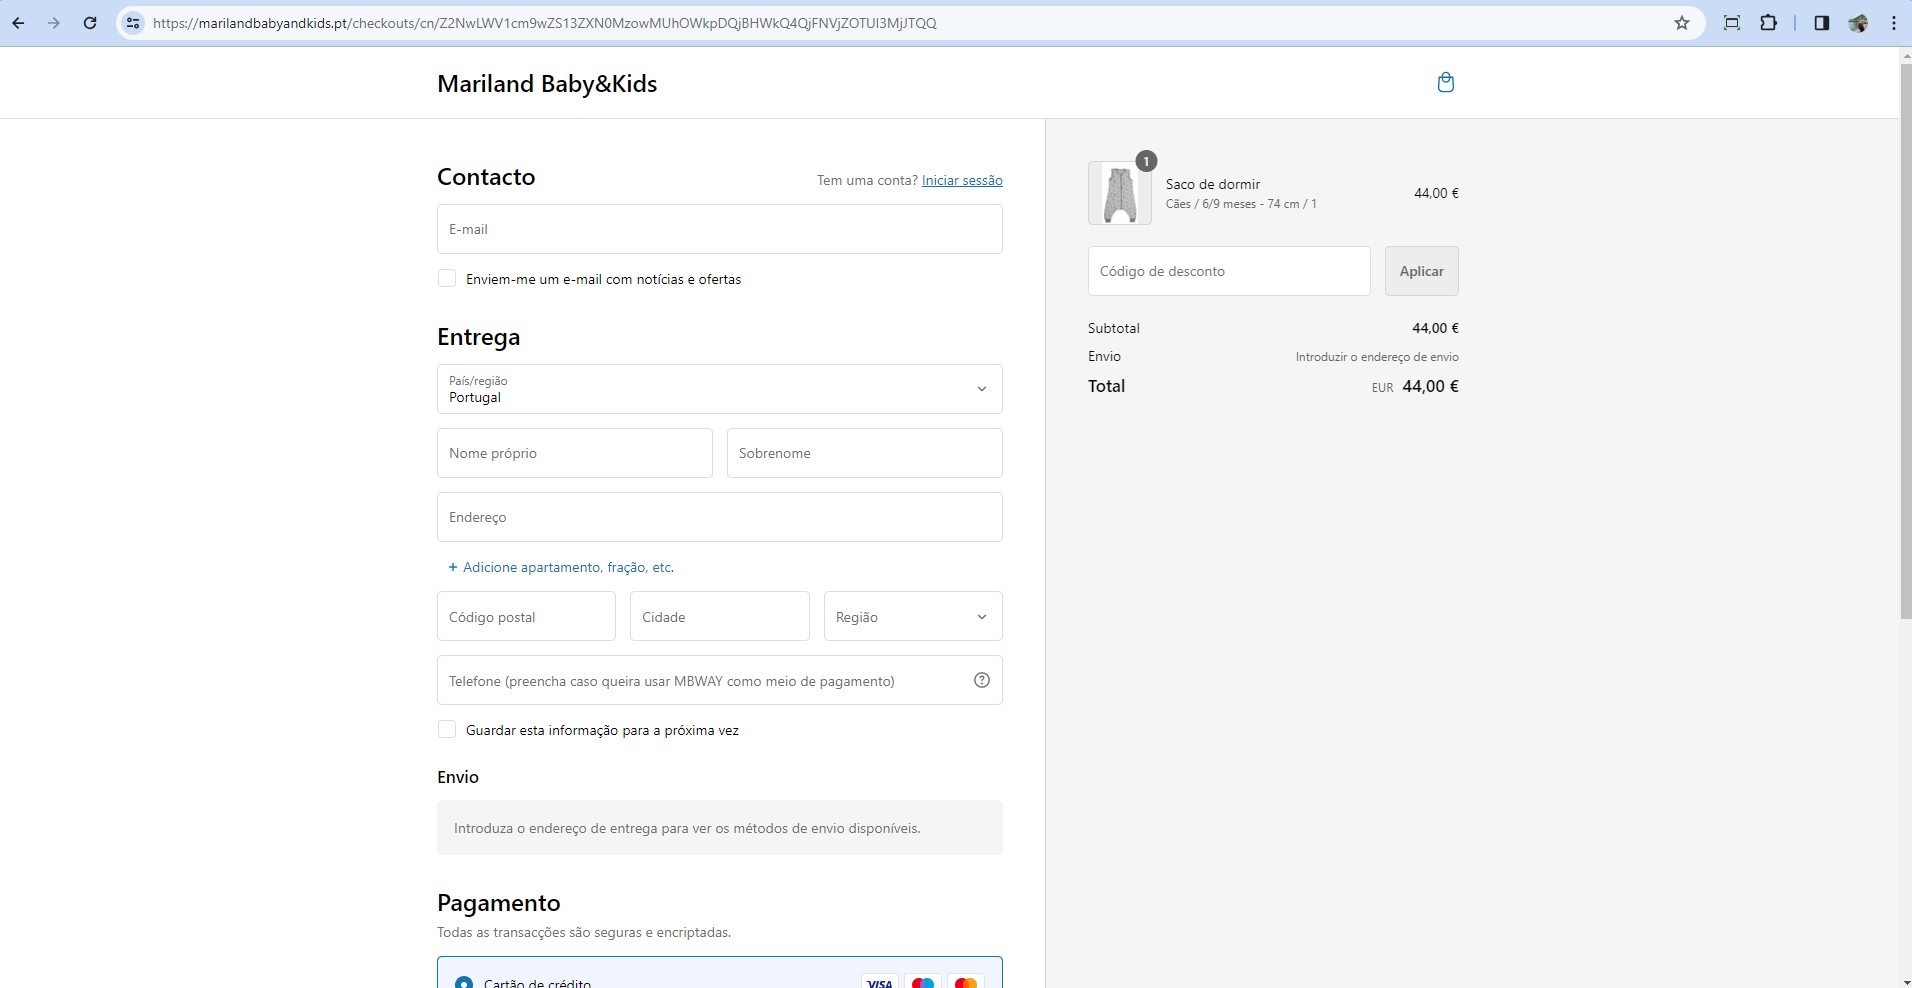 https://marilandbabyandkids.pt/checkouts/cn/Z2NwLWV1cm9wZS13ZXN0MzowMUhOWkpDQjBHWkQ4QjFNVjZOTUI3MjJTQQ
Mariland Baby&Kids
Contacto
Tem uma conta? Iniciar sessão
E-mail
Enviem-me um e-mail com notícias e ofertas
Entrega
País/região
Portugal
Nome próprio
Sobrenome
Endereço
+ Adicione apartamento, fração, etc.
Código postal
Cidade
Região
Telefone (preencha caso queira usar MBWAY como meio de pagamento)
Guardar esta informação para a próxima vez
Envio
Introduza o endereço de entrega para ver os métodos de envio disponíveis.
Pagamento
Todas as transacções são seguras e encriptadas.
Cartão de crédito
VISA
1
Saco de dormir
44,00 €
Cães / 6/9 meses - 74 cm / 1
Código de desconto
Aplicar
Subtotal 44,00 €
Envio Introduzir o endereço de envio
Total EUR 44,00 €